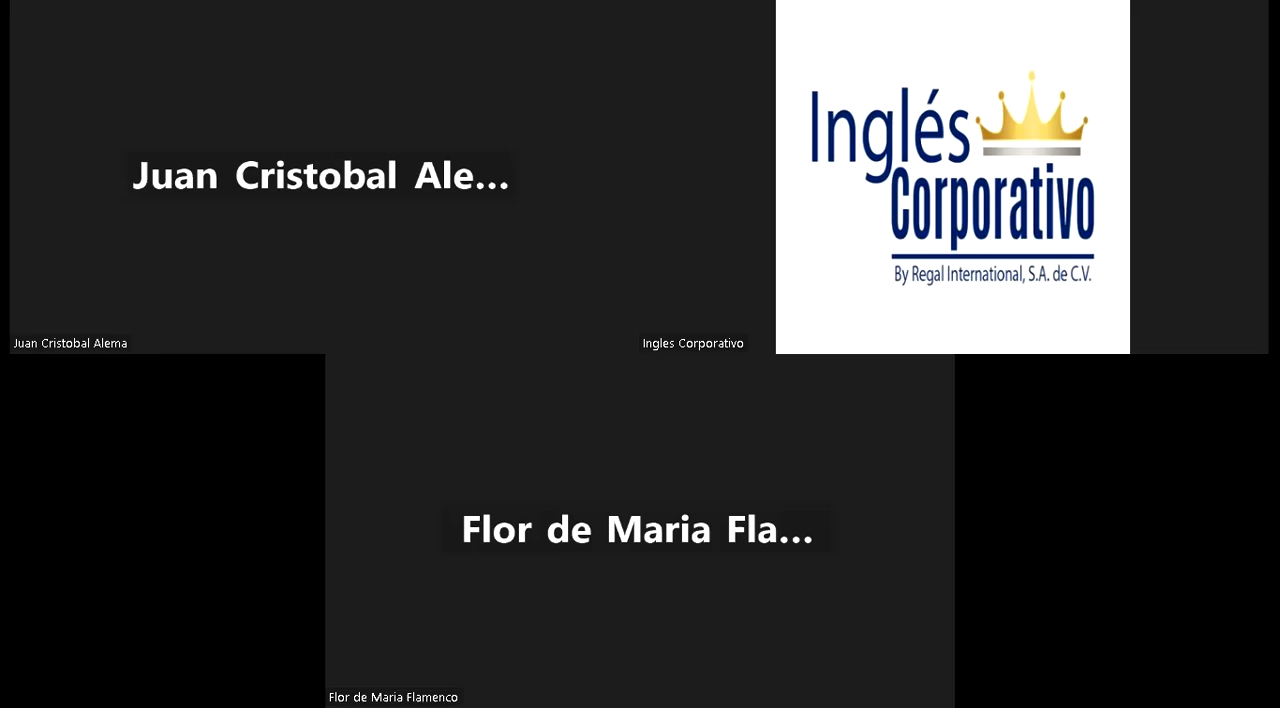 Juan Cristobal Ale...
Juan Cristobal Alema
Inglés
Corporativo
By Regal International, S.A. de C.V.
Ingles Corporativo
Flor de Maria Fla...
Flor de Maria Flamenco